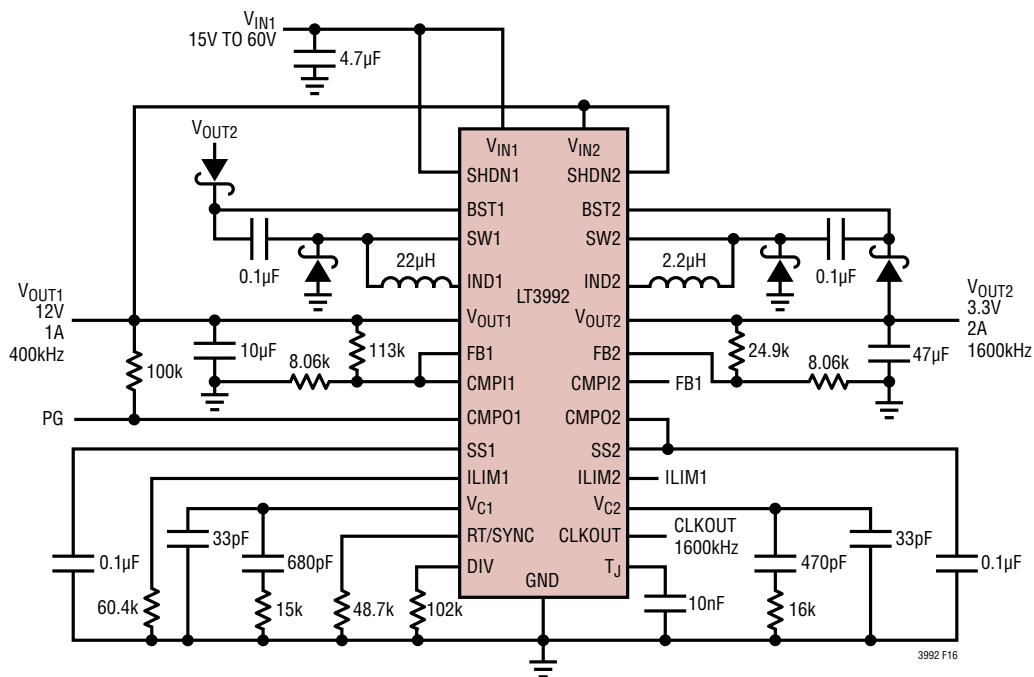 VIN1
15V TO 60V
4.7µF
VOUT2
VIN1
VIN2
SHDN1
SHDN2
BST1
BST2
SW1
SW2
0.1µF
22µH
2.2µH
0.1µF
IND1
IND2
LT3992
VOUT1
12V
1A
400kHz
VOUT1
VOUT2
VOUT2
3.3V
2A
1600kHz
10µF
113k
24.9k
47µF
100k
8.06k
8.06k
FB1
FB2
CMPI1
CMPI2
FB1
PG
CMPO1
CMPO2
SS1
SS2
ILIM1
ILIM2
ILIM1
VC1
VC2
33pF
CLKOUT
1600kHz
33pF
RT/SYNC
CLKOUT
0.1µF
680pF
470pF
0.1µF
DIV
GND
TJ
60.4k
15k
48.7k
102k
10nF
16k
3992 F16